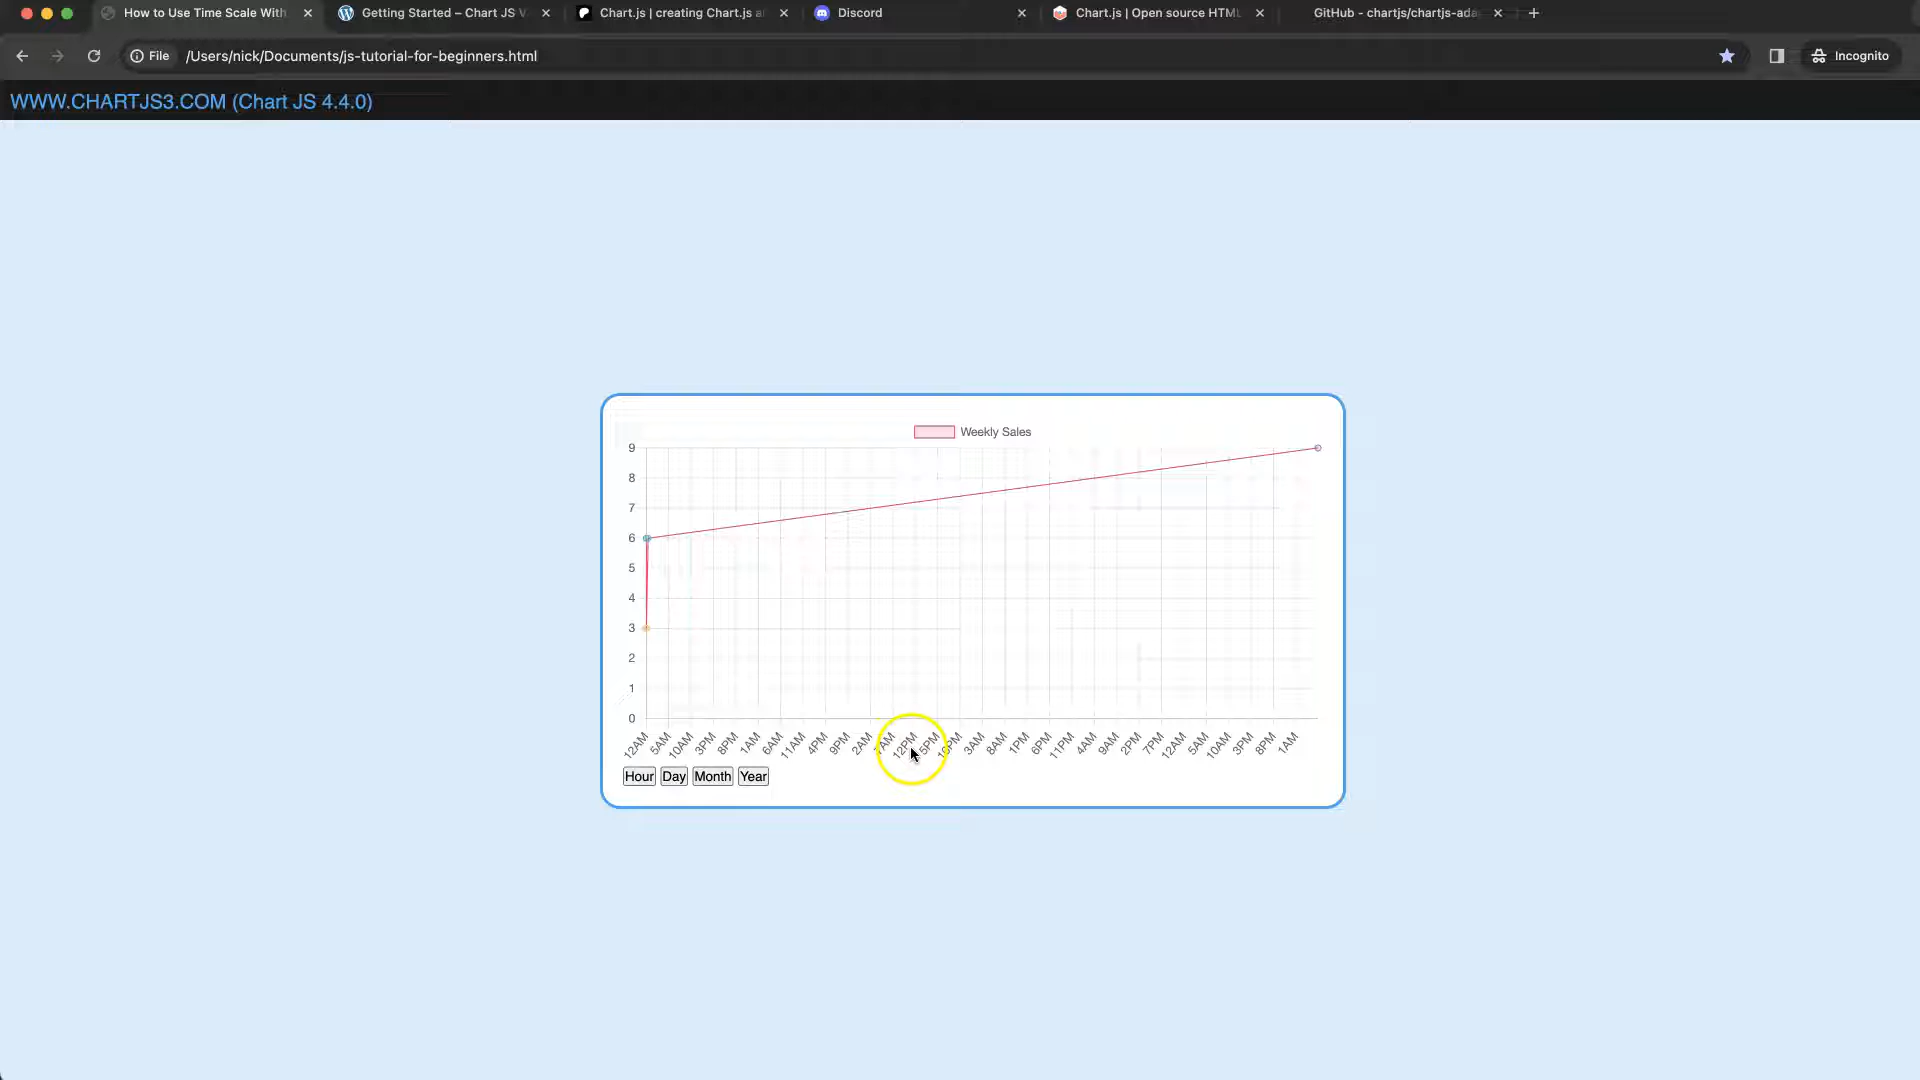 How to Use Time Scale With
Getting Started – Chart JS V
Chart.js | creating Chart.js a
Discord
Chart.js | Open source HTML
GitHub - chartjs/chartjs-ada
File
/Users/nick/Documents/js-tutorial-for-beginners.html
Incognito
WWW.CHARTJS3.COM (Chart JS 4.4.0)
Weekly Sales
9
8
7
6
5
4
3
2
1
0
12AM 5AM 10AM 3PM 8PM 1AM 6AM 11AM 4PM 9PM 2AM 7AM 12PM 5PM 10PM 3AM 8AM 1PM 6PM 11PM 4AM 9AM 2PM 7PM 12AM 5AM 10AM 3PM 8PM 1AM
Hour Day Month Year